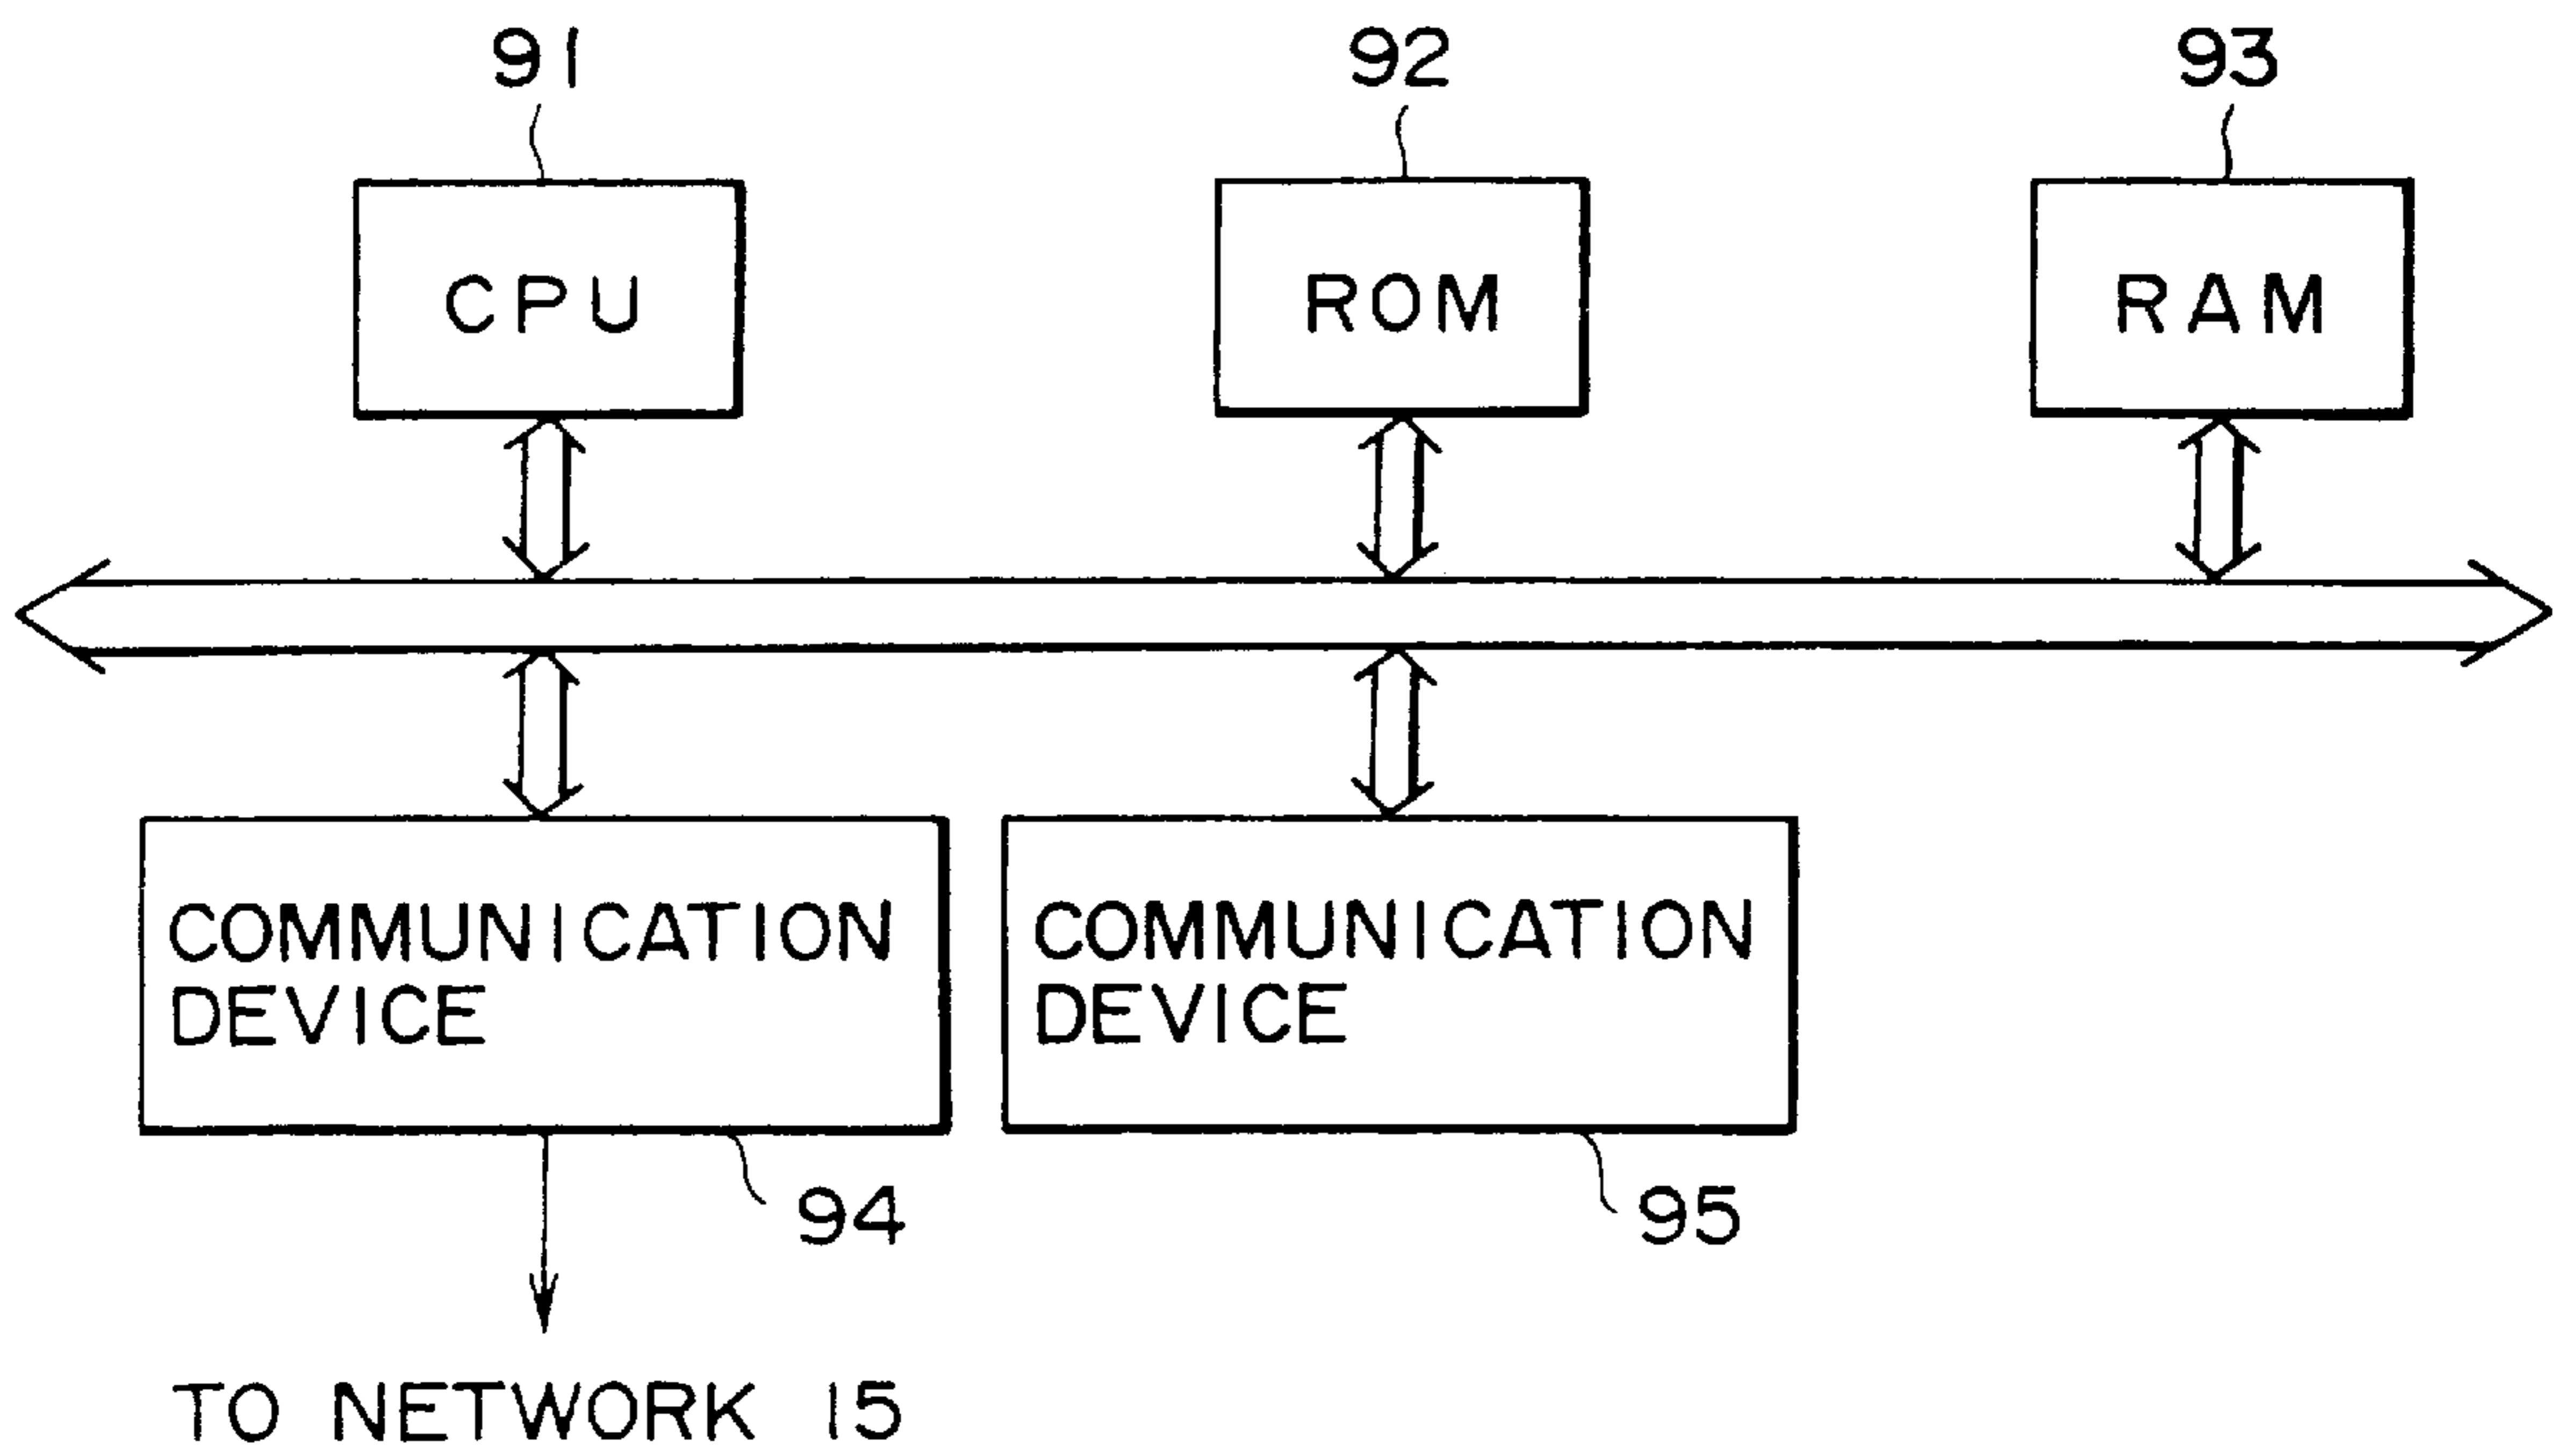 91
92
93
CPU
ROM
RAM
COMMUNICATION
DEVICE
COMMUNICATION
DEVICE
94
95
TO NETWORK 15